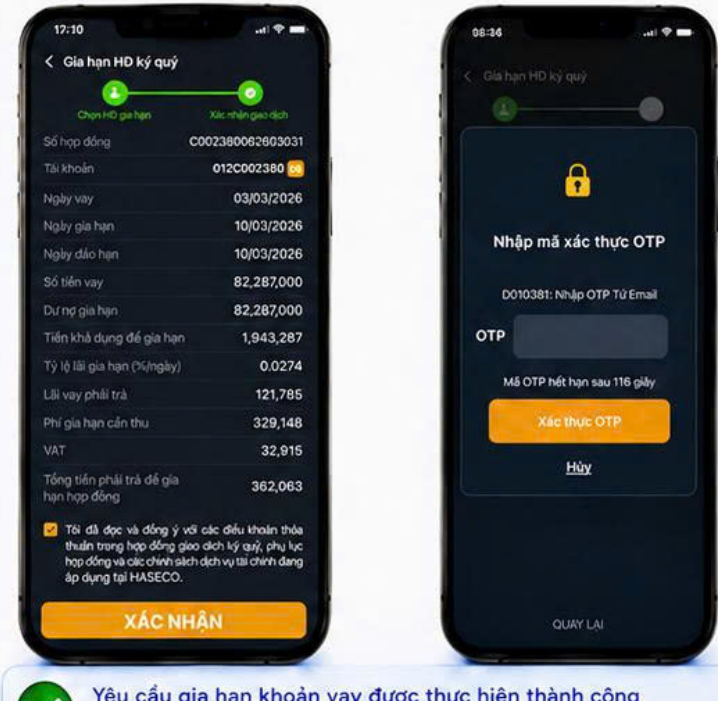 17:10
Gia hạn HD ký quý
Chọn HD gia hạn
Xác nhận giao dịch
Số hợp đồng C002380062603031
Tài khoản 012C002380
Ngày vay 03/03/2026
Ngày gia hạn 10/03/2026
Ngày đáo hạn 10/03/2026
Số tiền vay 82,287,000
Dư nợ gia hạn 82,287,000
Tiền khả dụng để gia hạn 1,943,287
Tỷ lệ lãi gia hạn (%/ngày) 0.0274
Lãi vay phải trả 121,785
Phí gia hạn cần thu 329,148
VAT 32,915
Tổng tiền phải trả để gia
hạn hợp đồng 362,063
Tôi đã đọc và đồng ý với các điều khoản thỏa
thuận trong hợp đồng giao dịch ký quỹ, phụ lục
hợp đồng và các chính sách dịch vụ tài chính đang
áp dụng tại HASECO.
XÁC NHẬN
08:36
Gia hạn HD ký quý
Nhập mã xác thực OTP
D010381: Nhập OTP Từ Email
OTP
Mã OTP hết hạn sau 116 giây
Xác thực OTP
Hủy
QUAY LẠI
Yêu cầu gia hạn khoản vay được thực hiện thành công